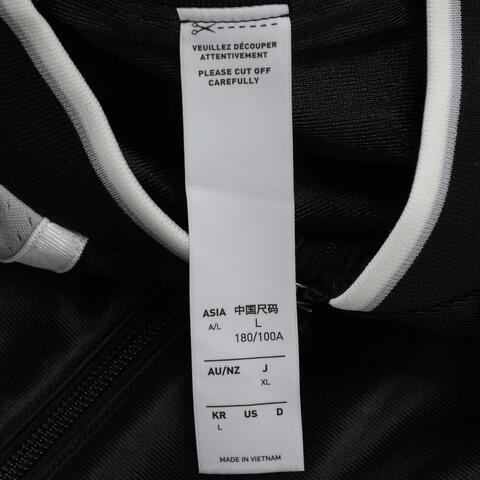 VEUILLEZ DÉCOUPER
ATTENTIVEMENT
PLEASE CUT OFF
CAREFULLY
ASIA 中国尺码
A/L L
180/100A
AU/NZ J
XL
KR US D
L
MADE IN VIETNAM